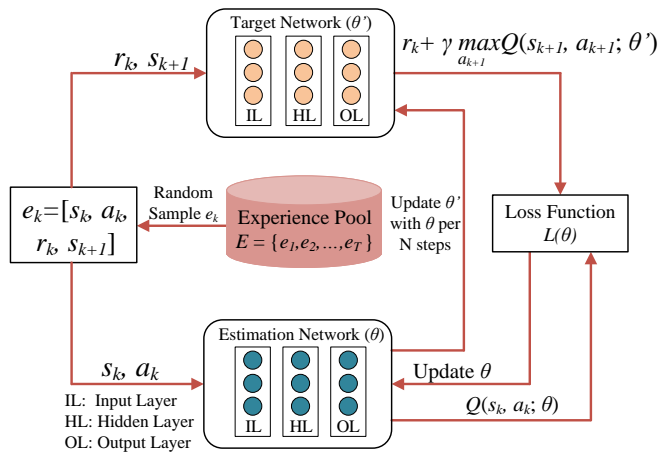 Target Network (θ’)
IL HL OL
r_k, s_{k+1}
r_k + γ max_{a_{k+1}} Q(s_{k+1}, a_{k+1}; θ’)
e_k=[s_k, a_k,
r_k, s_{k+1}]
Random
Sample e_k
Experience Pool
E = {e_1,e_2,...,e_T}
Update θ’
with θ per
N steps
Loss Function
L(θ)
Estimation Network (θ)
IL HL OL
s_k, a_k
Update θ
Q(s_k, a_k; θ)
IL: Input Layer
HL: Hidden Layer
OL: Output Layer